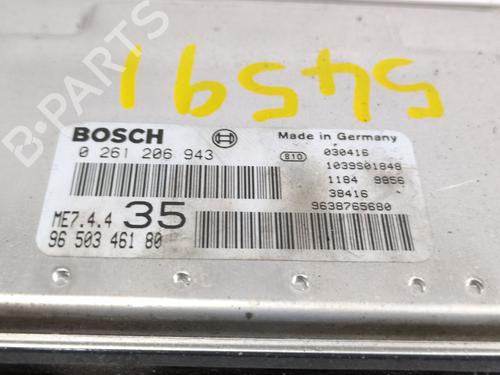 54591
BOSCH
0 261 206 943
ME7.4.4 35
96 503 461 80
Made in Germany
810 030416
1039S01848
1184 9856
38416
9638765680
B-PARTS